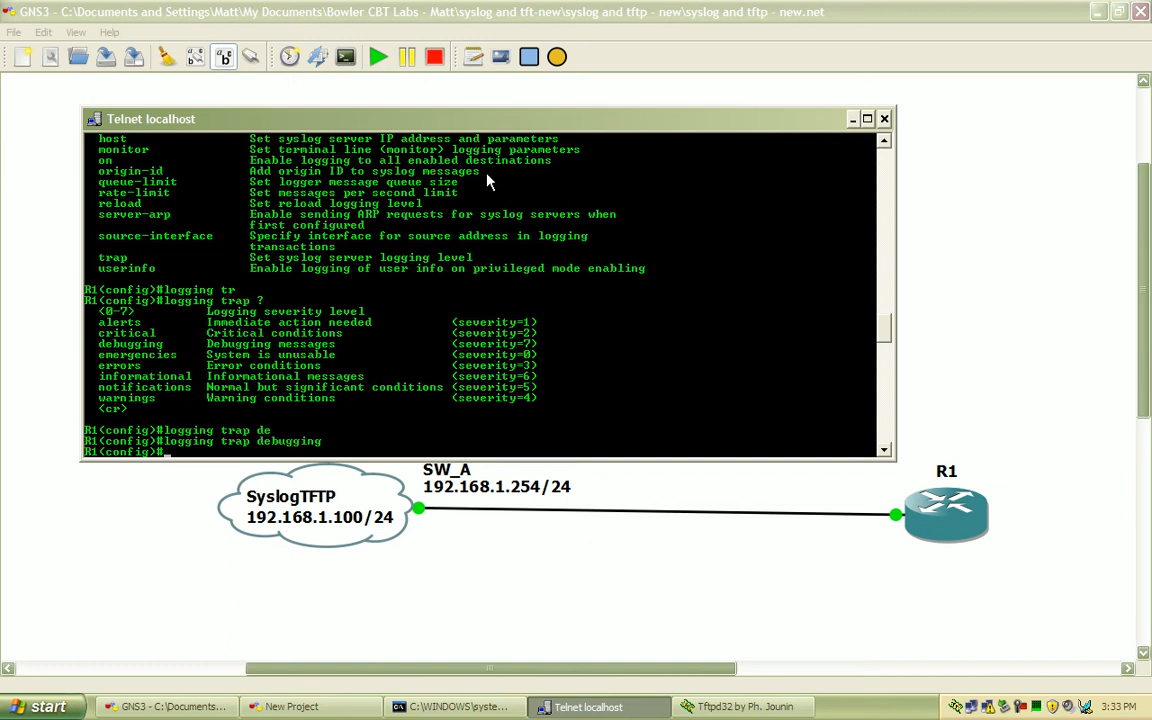 GNS3 - C:\Documents and Settings\Matt\My Documents\Bowler CBT Labs - Matt\syslog and tft-new\syslog and tftp - new\syslog and tftp - new.net
File Edit View Help
Telnet localhost
host Set syslog server IP address and parameters
monitor Set terminal line (monitor) logging parameters
on Enable logging to all enabled destinations
origin-id Add origin ID to syslog messages
queue-limit Set logger message queue size
rate-limit Set messages per second limit
reload Set reload logging level
server-arp Enable sending ARP requests for syslog servers when
first configured
source-interface Specify interface for source address in logging
transactions
trap Set syslog server logging level
userinfo Enable logging of user info on privileged mode enabling
R1(config)#logging tr
R1(config)#logging trap ?
<0-7> Logging severity level
alerts Immediate action needed (severity=1)
critical Critical conditions (severity=2)
debugging Debugging messages (severity=7)
emergencies System is unusable (severity=0)
errors Error conditions (severity=3)
informational Informational messages (severity=6)
notifications Normal but significant conditions (severity=5)
warnings Warning conditions (severity=4)
<cr>
R1(config)#logging trap de
R1(config)#logging trap debugging
R1(config)#
SW_A
192.168.1.254/24
R1
SyslogTFTP
192.168.1.100/24
start GNS3 - C:\Documents... New Project C:\WINDOWS\syste... Telnet localhost Tftpd32 by Ph. Jounin 3:33 PM